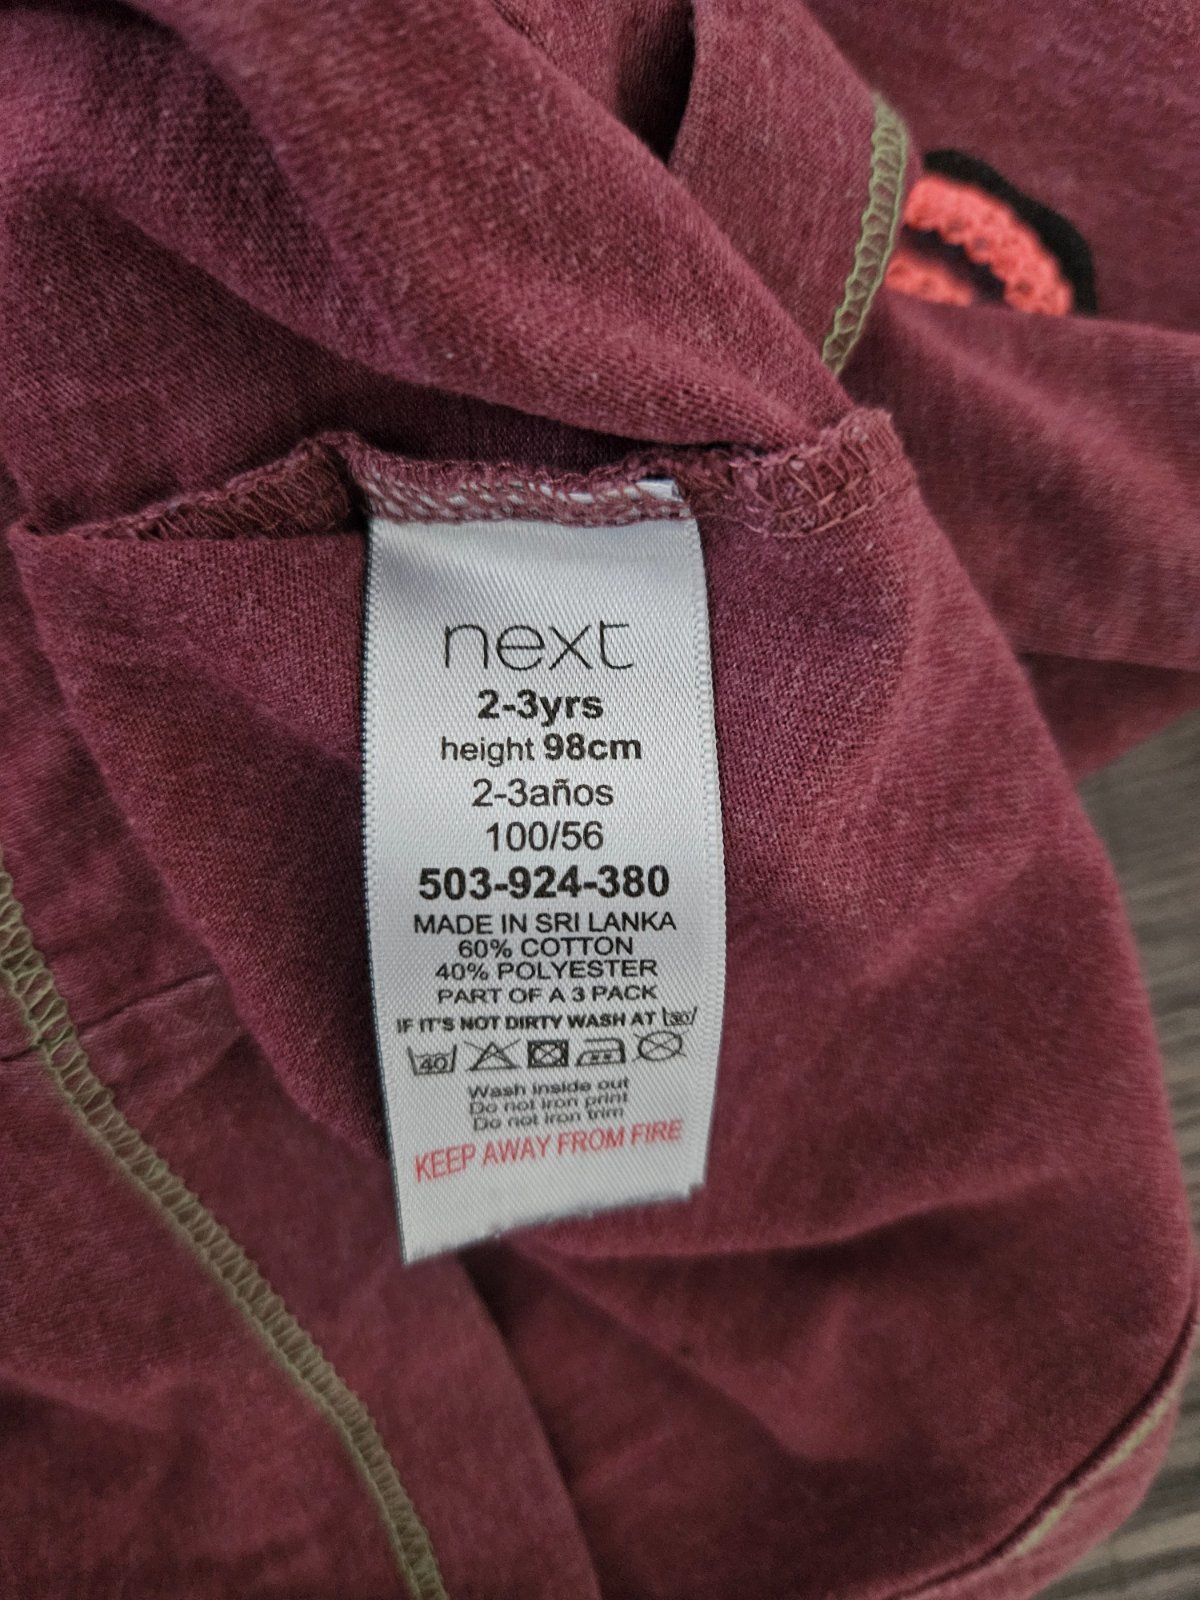 next
2-3yrs
height 98cm
2-3años
100/56
503-924-380
MADE IN SRI LANKA
60% COTTON
40% POLYESTER
PART OF A 3 PACK
IF IT'S NOT DIRTY WASH AT 30
40
Wash inside out
Do not iron print
Do not iron trim
KEEP AWAY FROM FIRE